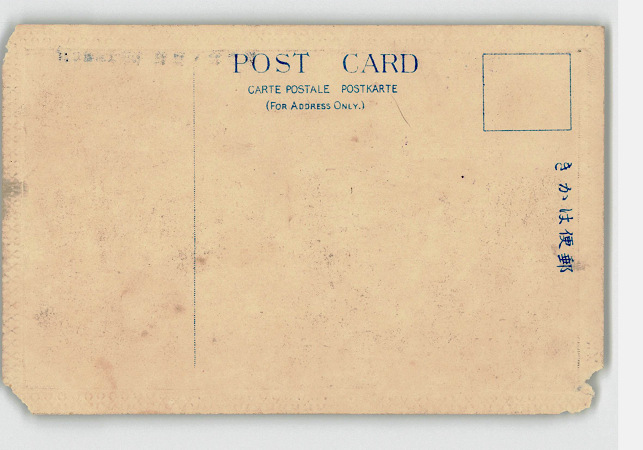 POST CARD
CARTE POSTALE POSTKARTE
(FOR ADDRESS ONLY.)
郵便はかき